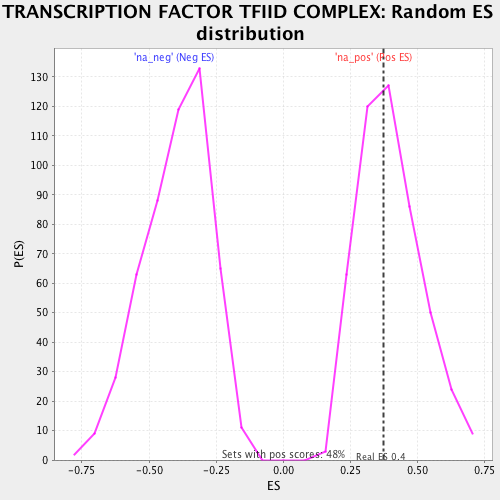 TRANSCRIPTION FACTOR TFIID COMPLEX: Random ES
distribution
'na_neg' (Neg ES)
'na_pos' (Pos ES)
130
120
110
100
90
80
70
60
50
40
30
20
10
0
P(ES)
Sets with pos scores: 48%
Real ES 0.4
-0.75
-0.50
-0.25
0.00
0.25
0.50
0.75
ES